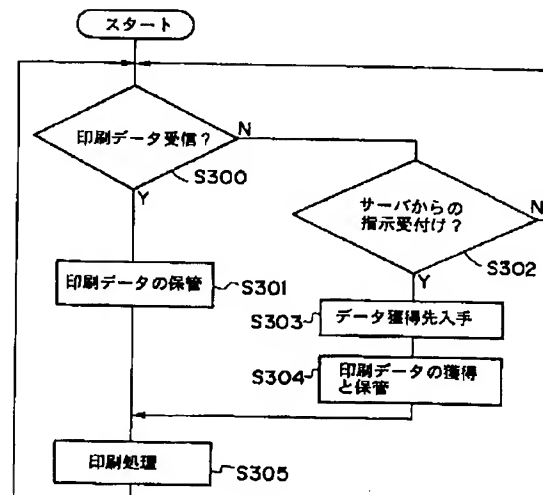 スタート
印刷データ受信？
N
S300
Y
サーバからの
指示受付け？
N
S302
Y
印刷データの保管
S301
S303
データ獲得先入手
S304
印刷データの獲得
と保管
印刷処理
S305